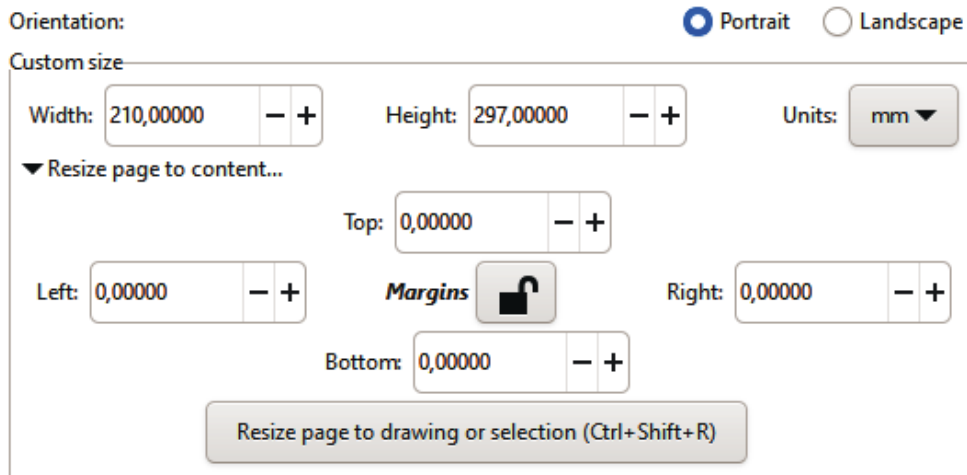 Orientation: Portrait Landscape
Custom size
Width: 210,00000 − + Height: 297,00000 − + Units: mm
Resize page to content...
Top: 0,00000 − +
Left: 0,00000 − + Margins Right: 0,00000 − +
Bottom: 0,00000 − +
Resize page to drawing or selection (Ctrl+Shift+R)